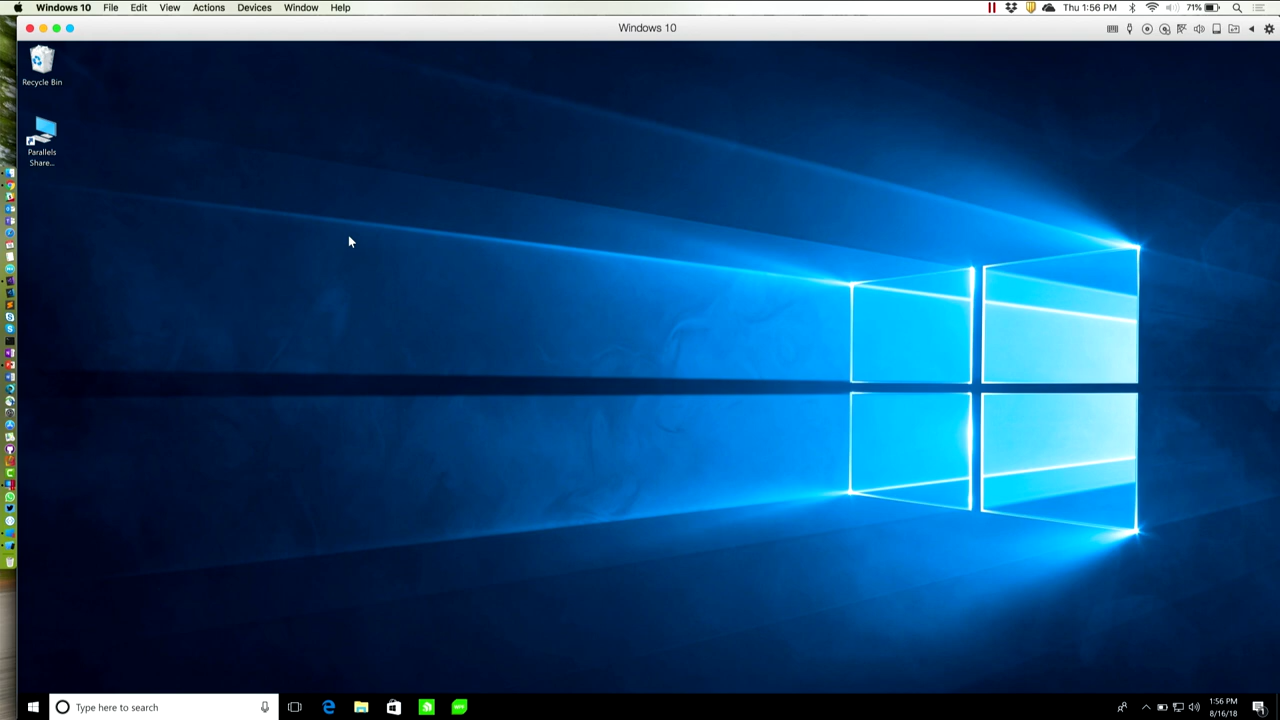 Windows 10 File Edit View Actions Devices Window Help Thu 1:56 PM 71%
Windows 10
Recycle Bin
Parallels
Share...
Type here to search
1:56 PM
8/16/18